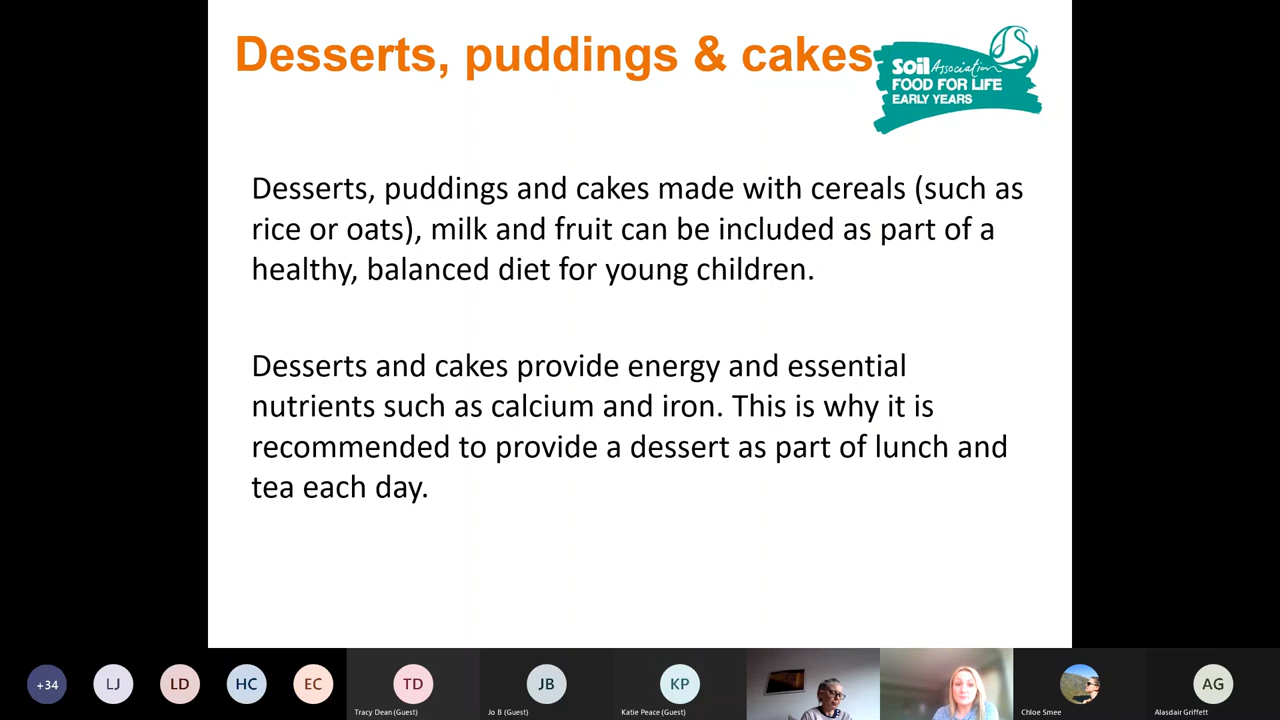 Desserts, puddings & cakes
soil Association
FOOD FOR LIFE
EARLY YEARS
Desserts, puddings and cakes made with cereals (such as
rice or oats), milk and fruit can be included as part of a
healthy, balanced diet for young children.
Desserts and cakes provide energy and essential
nutrients such as calcium and iron. This is why it is
recommended to provide a dessert as part of lunch and
tea each day.
+34
LJ
LD
HC
EC
TD
JB
KP
AG
Tracy Dean (Guest)
Jo B (Guest)
Katie Peace (Guest)
Chloe Smee
Alasdair Griffett